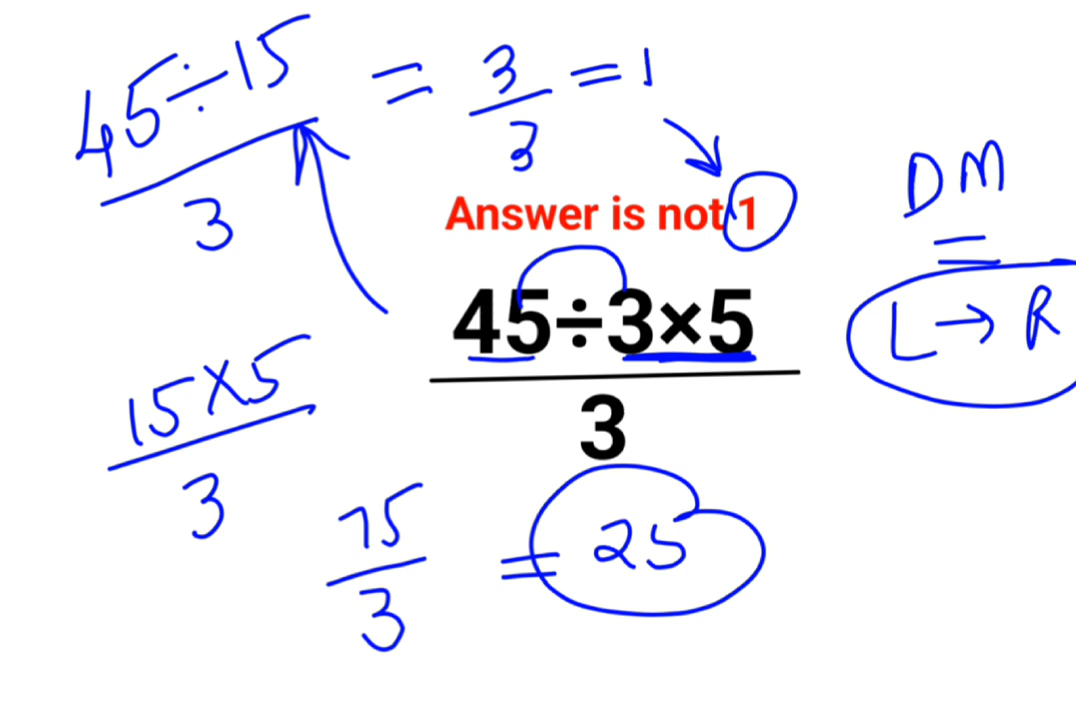 45÷15 = 3 = 1
3 3
DM
Answer is not 1
45÷3×5
3
L→R
15×5
3
75 = 25
3